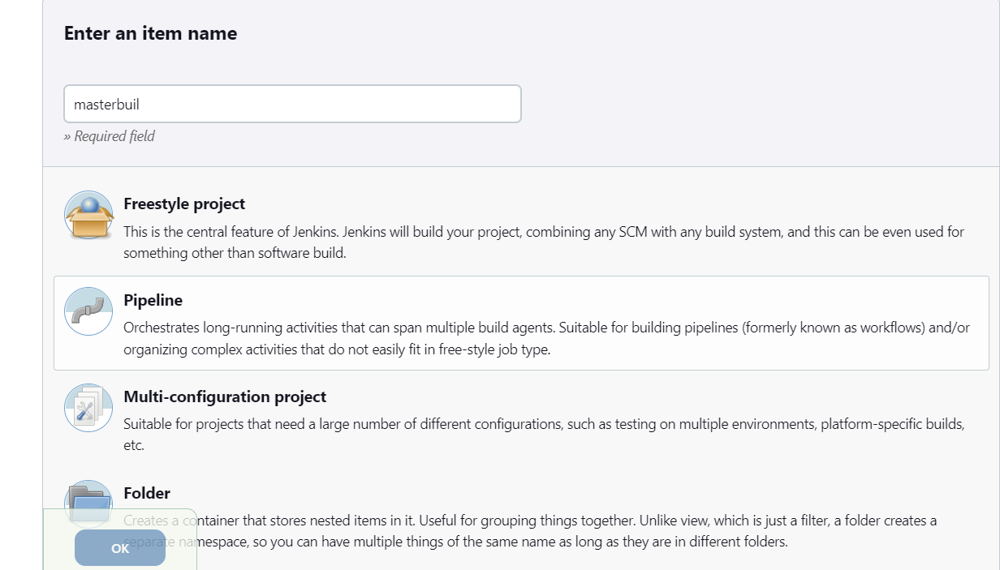 Enter an item name
masterbuil
» Required field
Freestyle project
This is the central feature of Jenkins. Jenkins will build your project, combining any SCM with any build system, and this can be even used for
something other than software build.
Pipeline
Orchestrates long-running activities that can span multiple build agents. Suitable for building pipelines (formerly known as workflows) and/or
organizing complex activities that do not easily fit in free-style job type.
Multi-configuration project
Suitable for projects that need a large number of different configurations, such as testing on multiple environments, platform-specific builds,
etc.
Folder
Creates a container that stores nested items in it. Useful for grouping things together. Unlike view, which is just a filter, a folder creates a
separate namespace, so you can have multiple things of the same name as long as they are in different folders.
OK